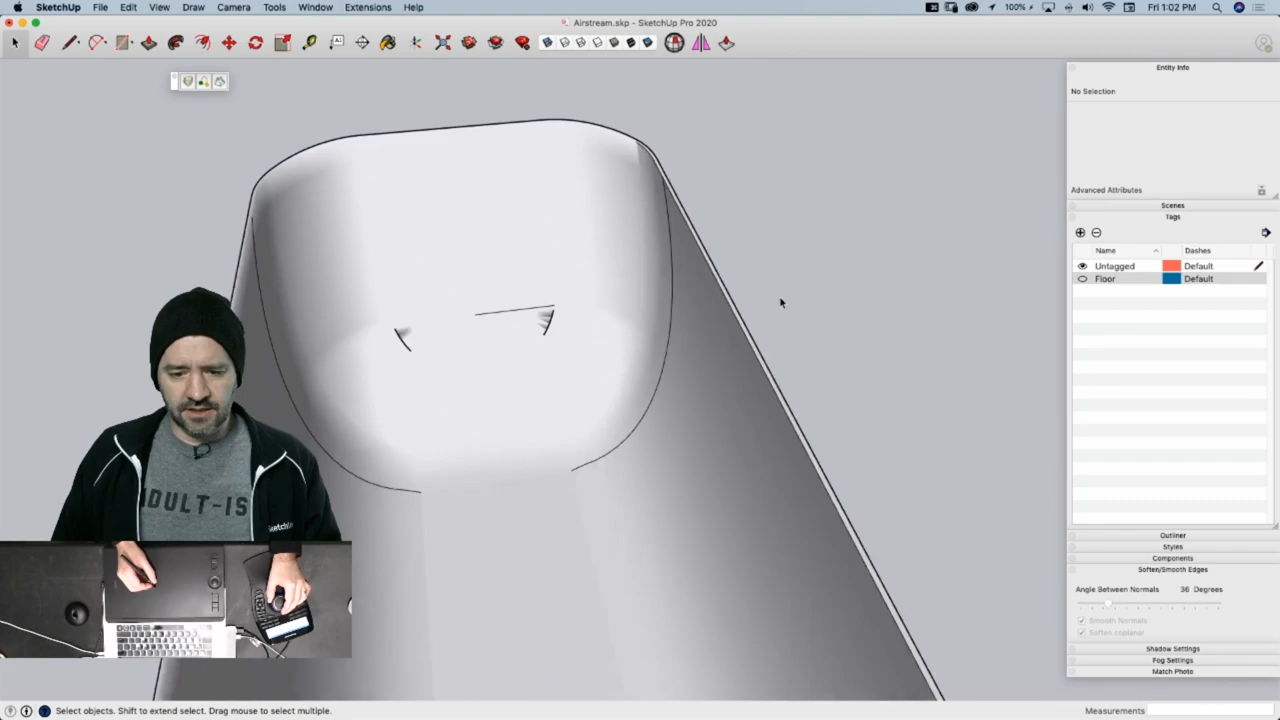 SketchUp File Edit View Draw Camera Tools Window Extensions Help 100% Fri 1:02 PM
Airstream.skp - SketchUp Pro 2020
Entity Info
No Selection
Advanced Attributes
Scenes
Tags
Name Dashes
Untagged Default
Floor Default
Outliner
Styles
Components
Soften/Smooth Edges
Angle Between Normals 36 Degrees
Smooth Normals
Soften coplanar
Shadow Settings
Fog Settings
Match Photo
DULT-IS
SketchUp
Select objects. Shift to extend select. Drag mouse to select multiple. Measurements